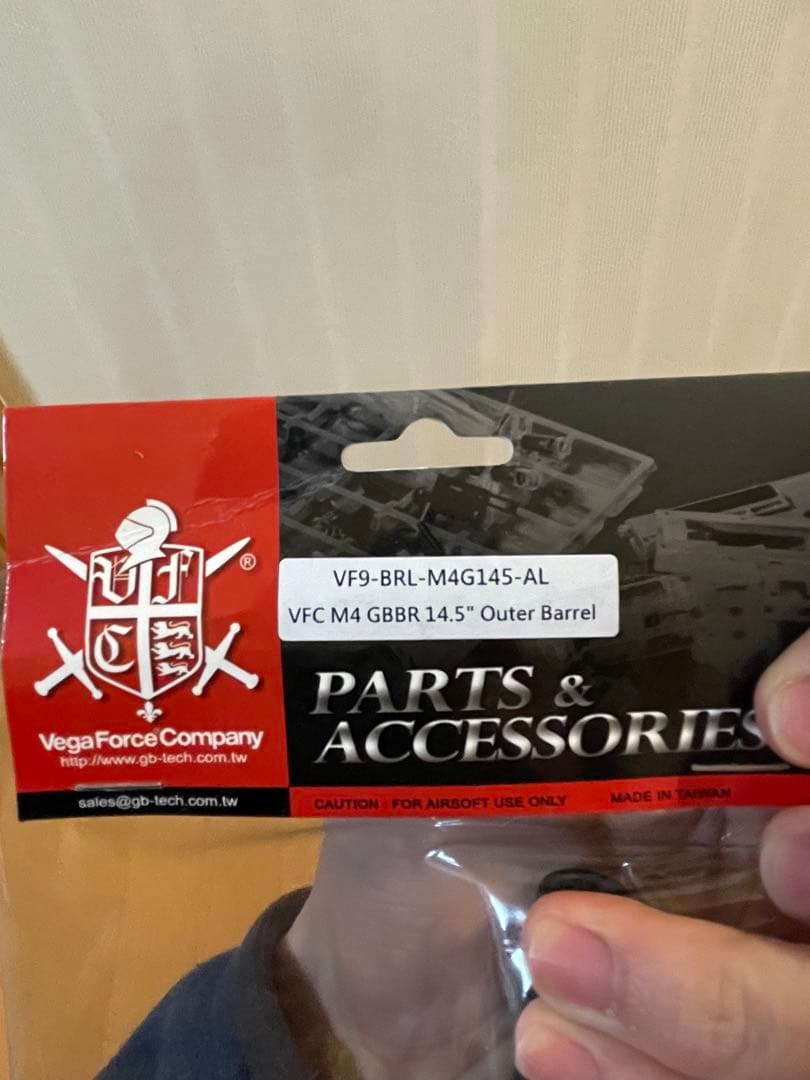 VF9-BRL-M4G145-AL
VFC M4 GBBR 14.5" Outer Barrel
V F
C
®
VegaForceCompany
http://www.gb-tech.com.tw
sales@gb-tech.com.tw
PARTS &
ACCESSORIES
CAUTION : FOR AIRSOFT USE ONLY
MADE IN TAIWAN